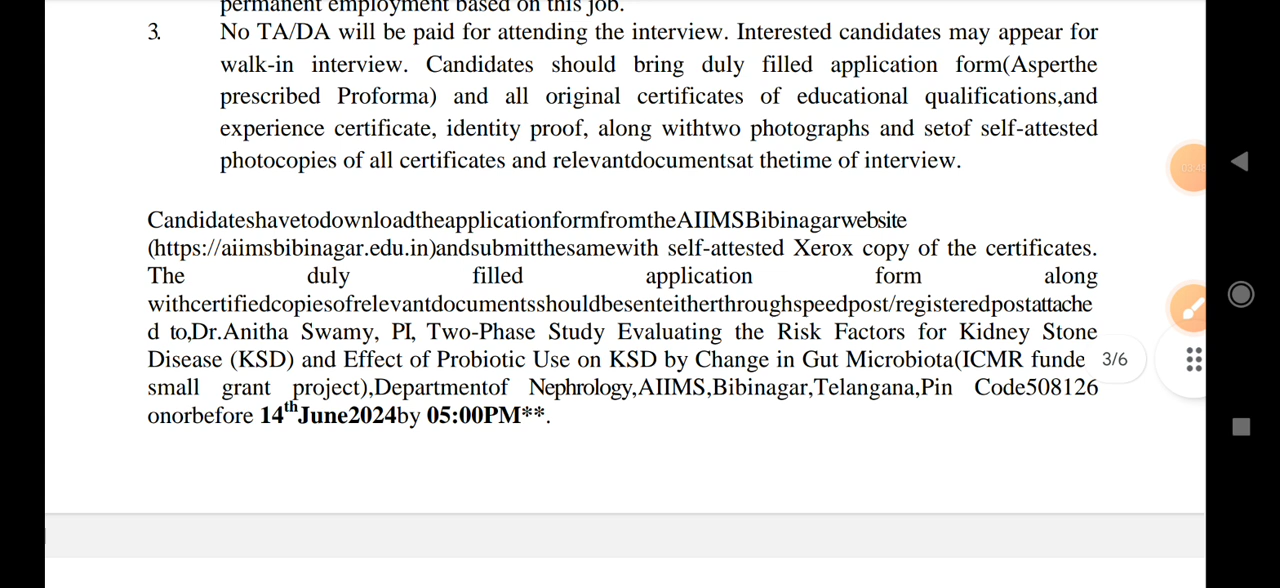 permanent employment based on this job.
3. No TA/DA will be paid for attending the interview. Interested candidates may appear for
walk-in interview. Candidates should bring duly filled application form(Asperthe
prescribed Proforma) and all original certificates of educational qualifications,and
experience certificate, identity proof, along withtwo photographs and setof self-attested
photocopies of all certificates and relevantdocumentsat thetime of interview.
CandidateshavetodownloadtheapplicationformfromtheAIIMSBibinagarwebsite
(https://aiimsbibinagar.edu.in)andsubmitthesamewith self-attested Xerox copy of the certificates.
The duly filled application form along
withcertifiedcopiesofrelevantdocumentsshouldbesenteitherthroughspeedpost/registeredpostattache
d to,Dr.Anitha Swamy, PI, Two-Phase Study Evaluating the Risk Factors for Kidney Stone
Disease (KSD) and Effect of Probiotic Use on KSD by Change in Gut Microbiota(ICMR funde
small grant project),Departmentof Nephrology,AIIMS,Bibinagar,Telangana,Pin Code508126
onorbefore 14thJune2024by 05:00PM**.
3/6